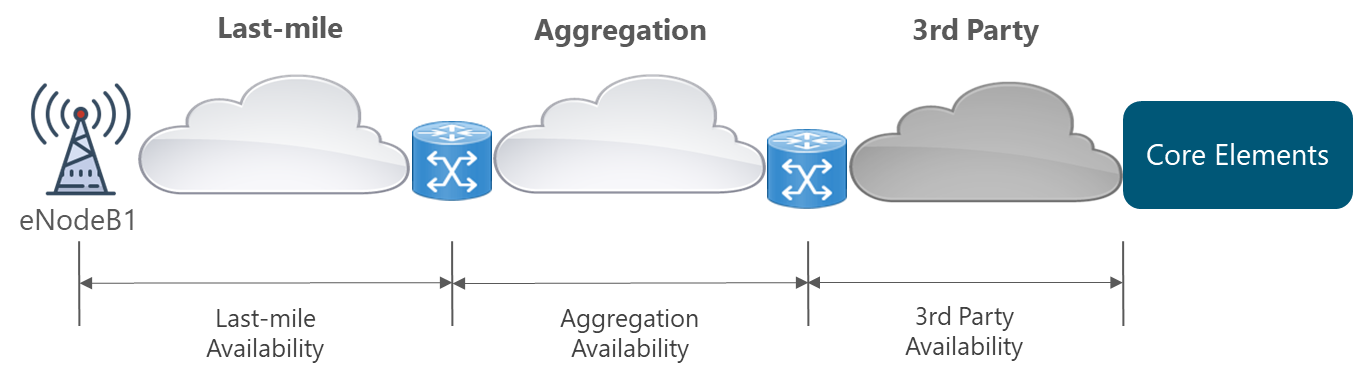 Last-mile
Aggregation
3rd Party
Core Elements
eNodeB1
Last-mile
Availability
Aggregation
Availability
3rd Party
Availability